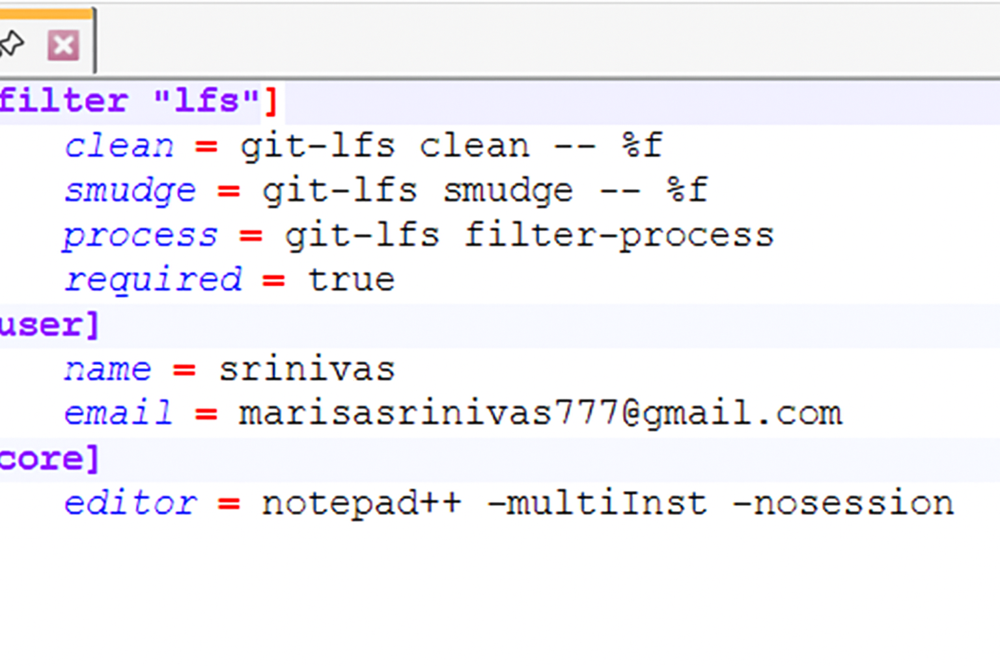 filter "lfs"]
clean = git-lfs clean -- %f
smudge = git-lfs smudge -- %f
process = git-lfs filter-process
required = true
user]
name = srinivas
email = marisasrinivas777@gmail.com
core]
editor = notepad++ -multiInst -nosession